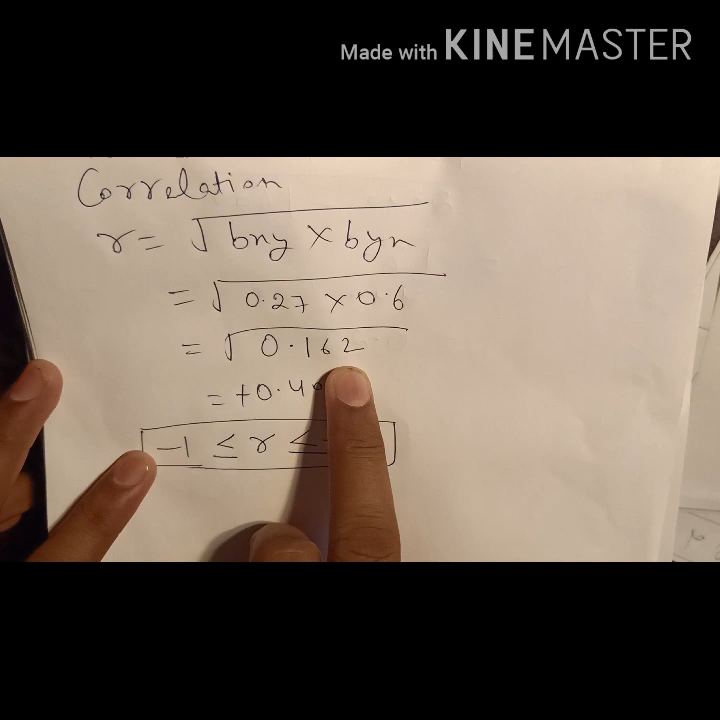 Made with KINEMASTER
Correlation
r = √bxy × byx
= √0.27 × 0.6
= √0.162
= +0.4
-1 ≤ r ≤